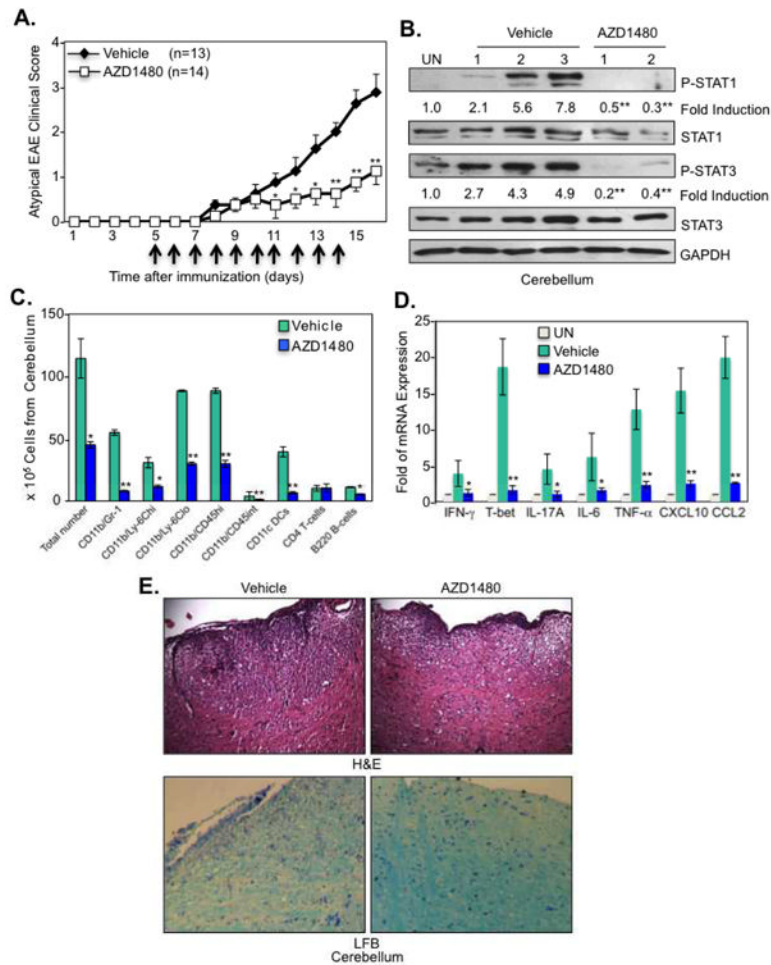 A.
Vehicle (n=13)
AZD1480 (n=14)
Atypical EAE Clinical Score
4
3
2
1
0
1 3 5 7 9 11 13 15
* * * * ** ** **
Time after immunization (days)
B.
Vehicle AZD1480
UN 1 2 3 1 2
P-STAT1
1.0 2.1 5.6 7.8 0.5** 0.3** Fold Induction
STAT1
P-STAT3
1.0 2.7 4.3 4.9 0.2** 0.4** Fold Induction
STAT3
GAPDH
Cerebellum
C.
Vehicle
AZD1480
x 10⁵ Cells from Cerebellum
150
100
50
0
* ** * ** ** ** ** *
Total number
CD11b/Gr-1
CD11b/Ly-6Chi
CD11b/Ly-6Clo
CD11b/CD45hi
CD11b/CD45int
CD11c DCs
CD4 T-cells
B220 B-cells
D.
UN
Vehicle
AZD1480
Fold of mRNA Expression
25
20
15
10
5
0
* ** * * ** ** **
IFN-γ T-bet IL-17A IL-6 TNF-α CXCL10 CCL2
E.
Vehicle AZD1480
H&E
LFB
Cerebellum